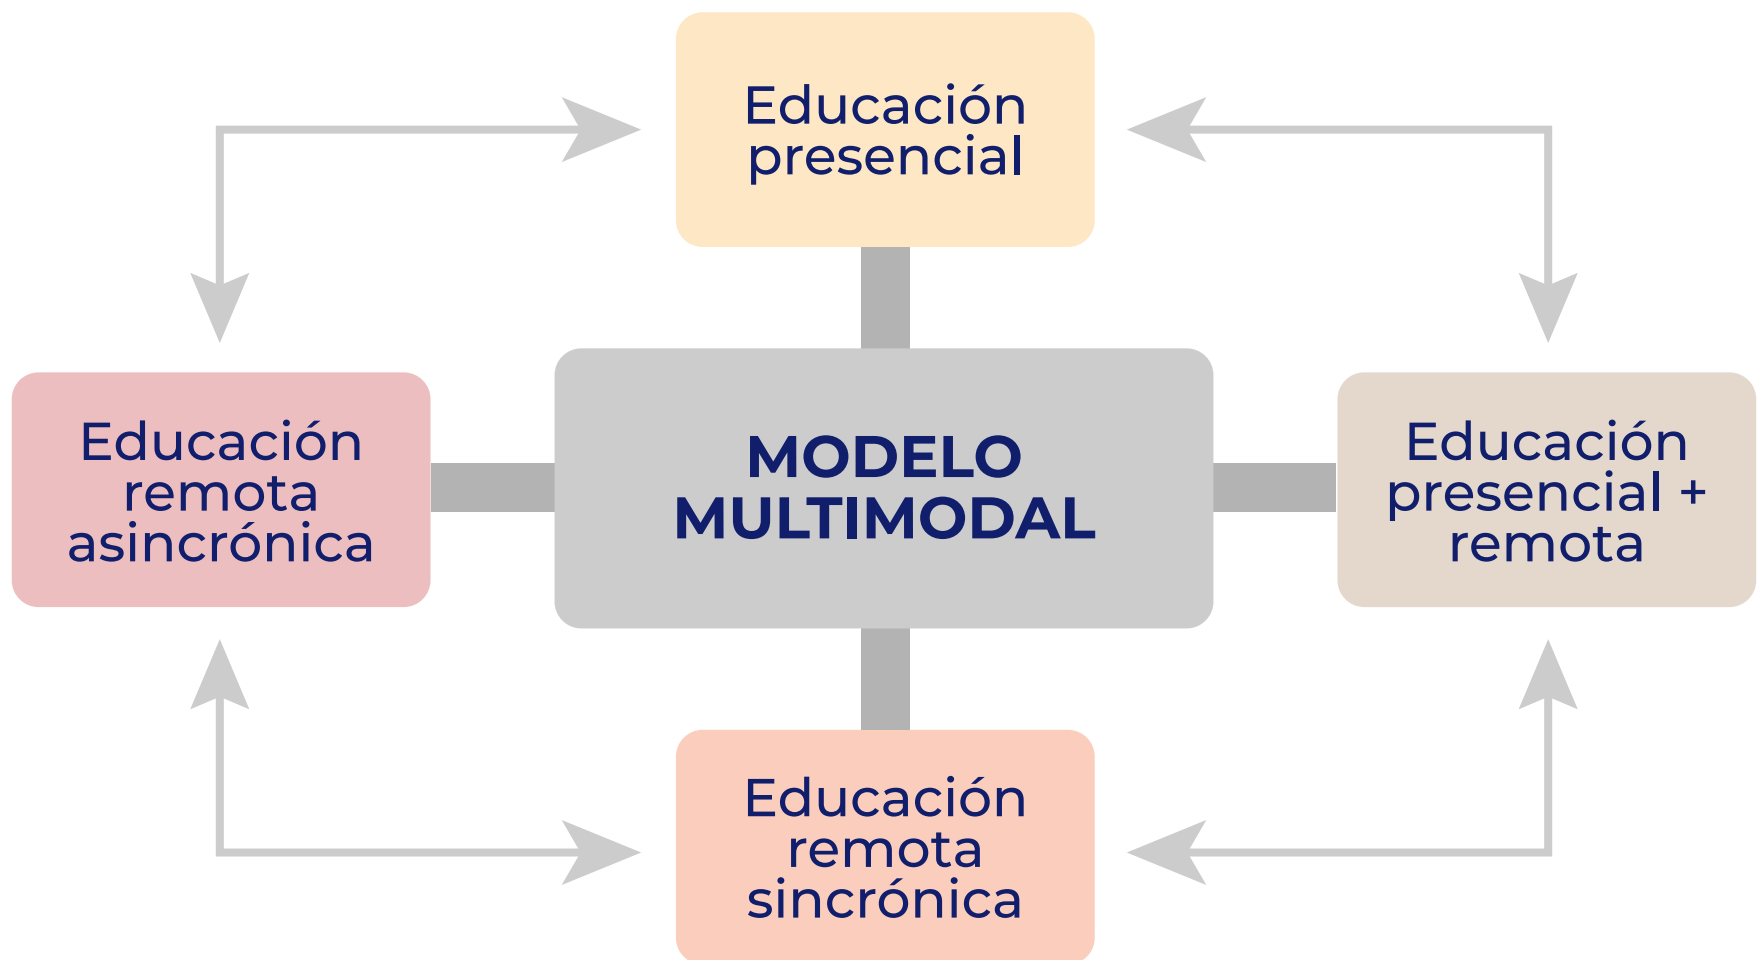 Educación
presencial
Educación
remota
asincrónica
MODELO
MULTIMODAL
Educación
presencial +
remota
Educación
remota
sincrónica